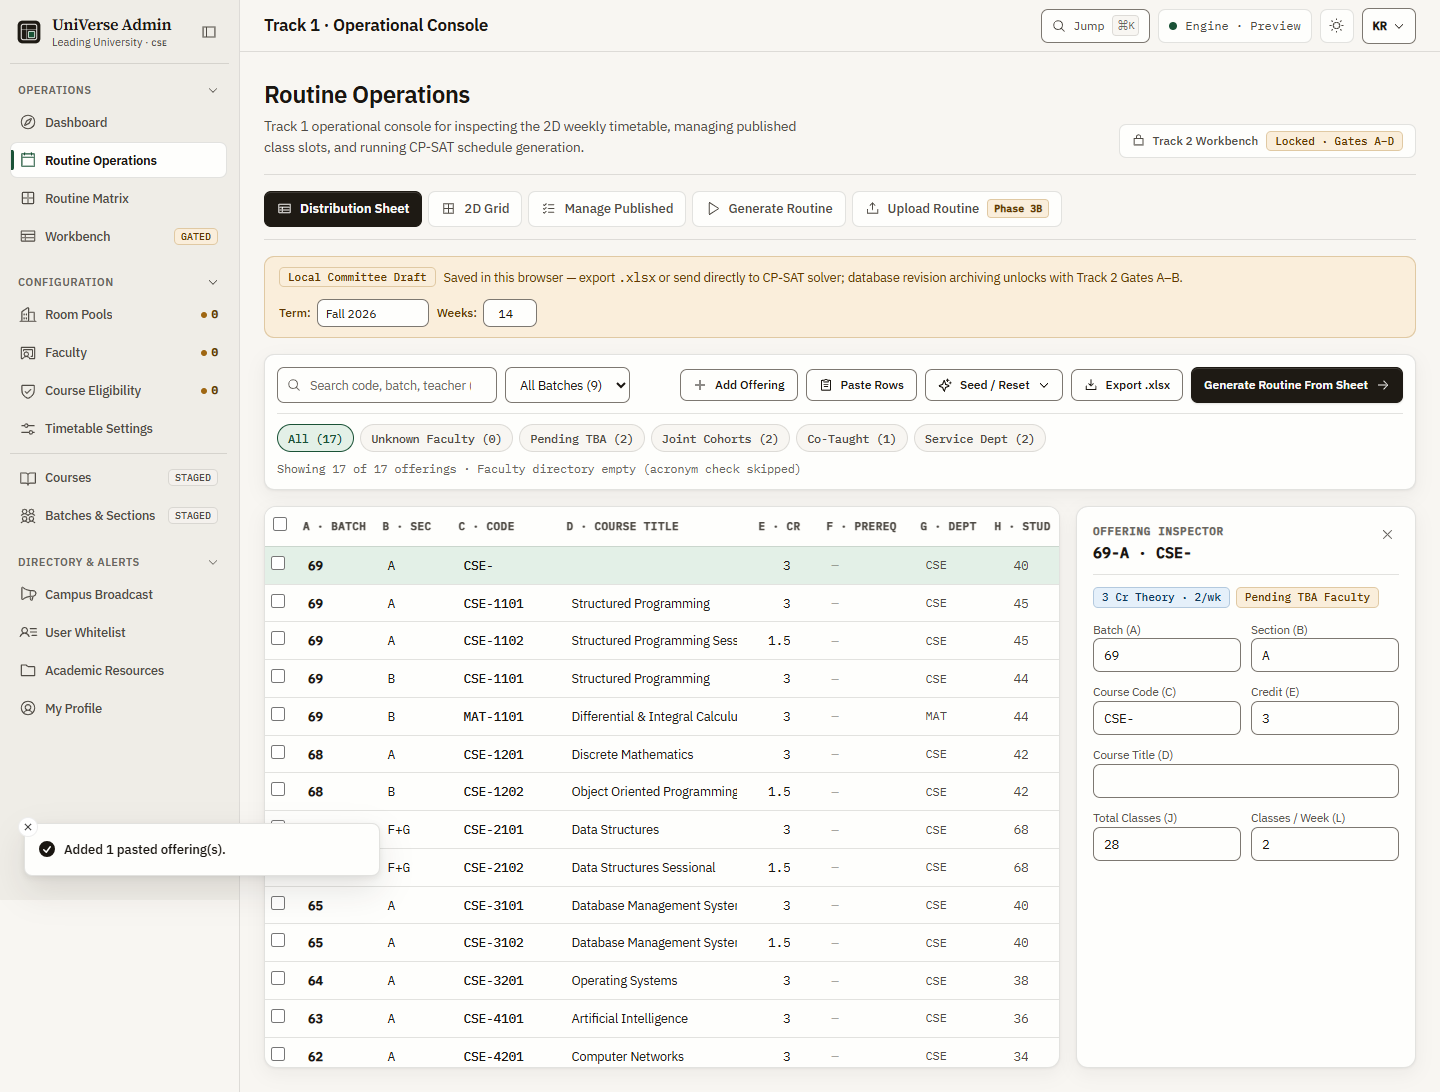 UniVerse Admin
Leading University · CSE
Track 1 · Operational Console
Jump ⌘K
Engine · Preview
KR
OPERATIONS
Dashboard
Routine Operations
Routine Matrix
Workbench GATED
CONFIGURATION
Room Pools 0
Faculty 0
Course Eligibility 0
Timetable Settings
Courses STAGED
Batches & Sections STAGED
DIRECTORY & ALERTS
Campus Broadcast
User Whitelist
Academic Resources
My Profile
Routine Operations
Track 1 operational console for inspecting the 2D weekly timetable, managing published
class slots, and running CP-SAT schedule generation.
Track 2 Workbench Locked · Gates A–D
Distribution Sheet
2D Grid
Manage Published
Generate Routine
Upload Routine Phase 3B
Local Committee Draft Saved in this browser — export .xlsx or send directly to CP-SAT solver; database revision archiving unlocks with Track 2 Gates A–B.
Term: Fall 2026 Weeks: 14
Search code, batch, teacher
All Batches (9)
Add Offering
Paste Rows
Seed / Reset
Export .xlsx
Generate Routine From Sheet
All (17)
Unknown Faculty (0)
Pending TBA (2)
Joint Cohorts (2)
Co-Taught (1)
Service Dept (2)
Showing 17 of 17 offerings · Faculty directory empty (acronym check skipped)
A · BATCH B · SEC C · CODE D · COURSE TITLE E · CR F · PREREQ G · DEPT H · STUD
69 A CSE- 3 — CSE 40
69 A CSE-1101 Structured Programming 3 — CSE 45
69 A CSE-1102 Structured Programming Sess 1.5 — CSE 45
69 B CSE-1101 Structured Programming 3 — CSE 44
69 B MAT-1101 Differential & Integral Calculu 3 — MAT 44
68 A CSE-1201 Discrete Mathematics 3 — CSE 42
68 B CSE-1202 Object Oriented Programming 1.5 — CSE 42
F+G CSE-2101 Data Structures 3 — CSE 68
F+G CSE-2102 Data Structures Sessional 1.5 — CSE 68
65 A CSE-3101 Database Management System 3 — CSE 40
65 A CSE-3102 Database Management System 1.5 — CSE 40
64 A CSE-3201 Operating Systems 3 — CSE 38
63 A CSE-4101 Artificial Intelligence 3 — CSE 36
62 A CSE-4201 Computer Networks 3 — CSE 34
Added 1 pasted offering(s).
OFFERING INSPECTOR
69-A · CSE-
3 Cr Theory · 2/wk
Pending TBA Faculty
Batch (A) Section (B)
69 A
Course Code (C) Credit (E)
CSE- 3
Course Title (D)
Total Classes (J) Classes / Week (L)
28 2